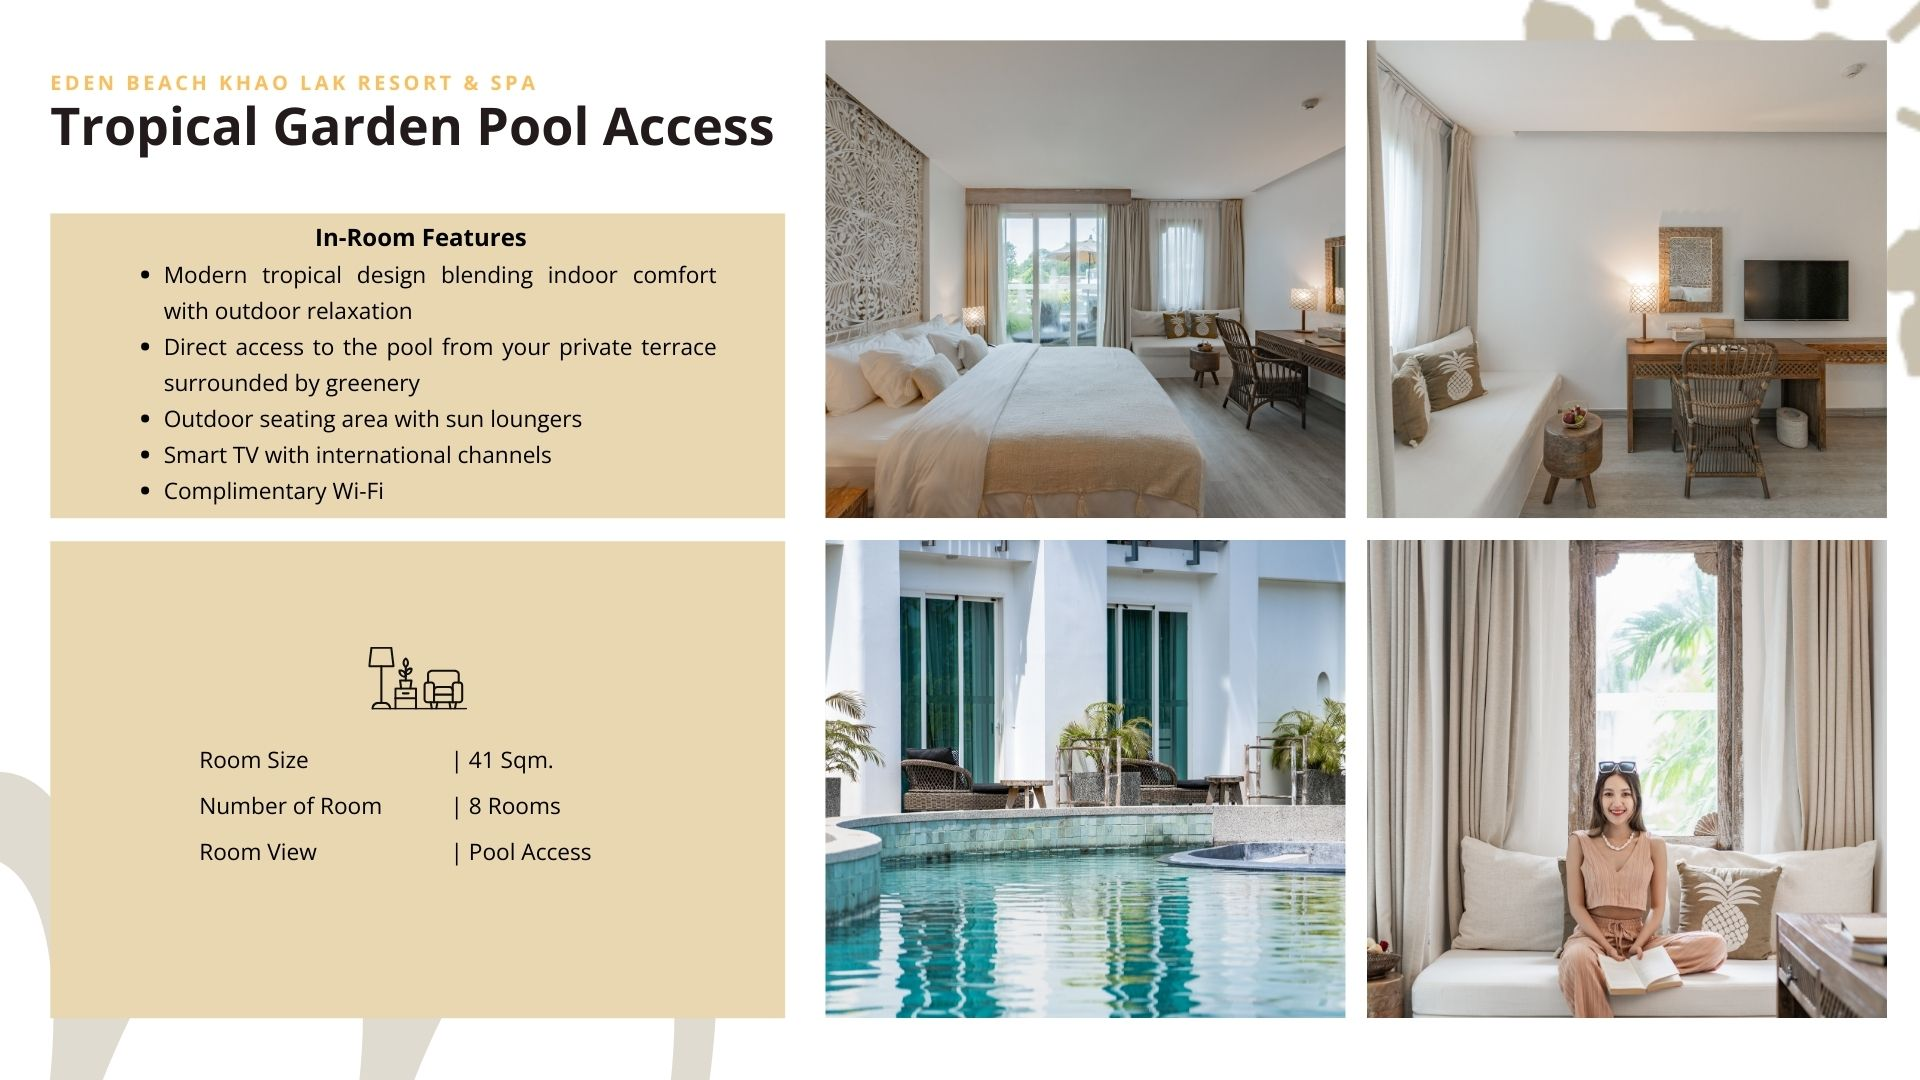 EDEN BEACH KHAO LAK RESORT & SPA
Tropical Garden Pool Access
In-Room Features
• Modern tropical design blending indoor comfort
with outdoor relaxation
• Direct access to the pool from your private terrace
surrounded by greenery
• Outdoor seating area with sun loungers
• Smart TV with international channels
• Complimentary Wi-Fi
Room Size | 41 Sqm.
Number of Room | 8 Rooms
Room View | Pool Access